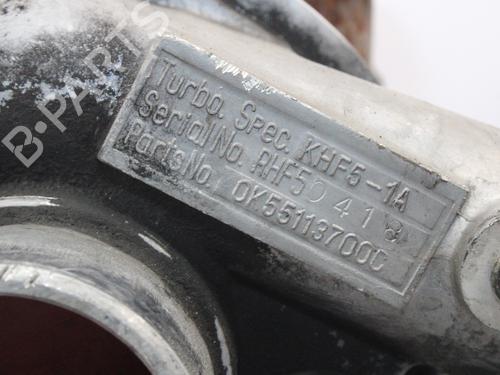 B-PARTS
Turbo. Spec. KHF5-1A
Serial No. RHF5
Parts No. 0K55113700C